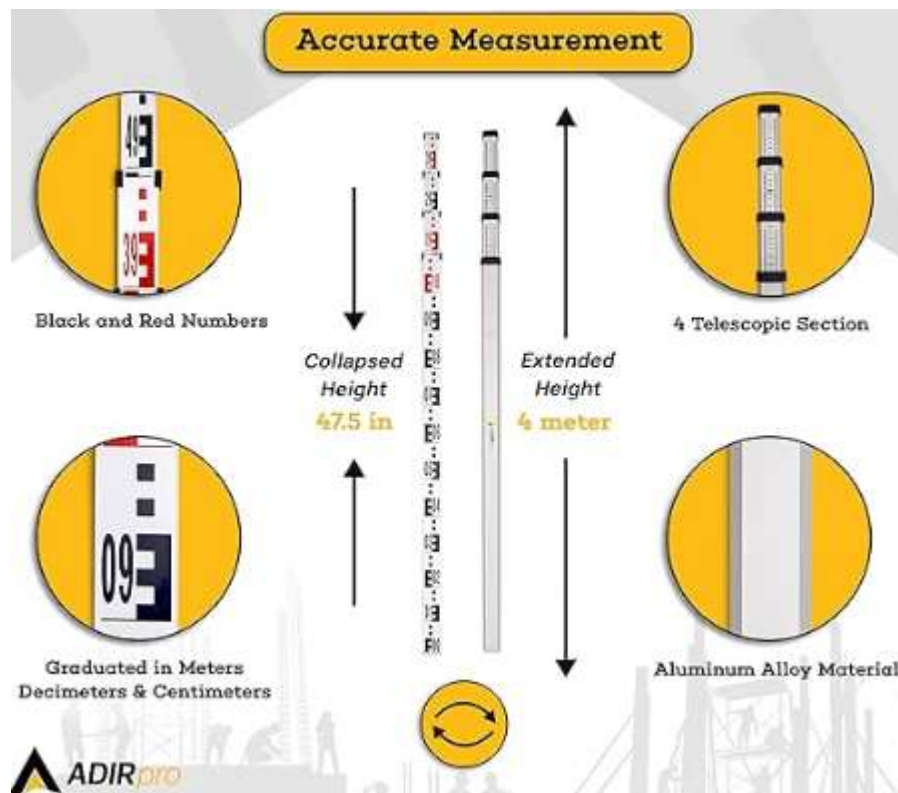 Accurate Measurement
49
39
Black and Red Numbers
4 Telescopic Section
Collapsed
Height
47.5 in
Extended
Height
4 meter
09
Graduated in Meters
Decimeters & Centimeters
Aluminum Alloy Material
ADIRpro